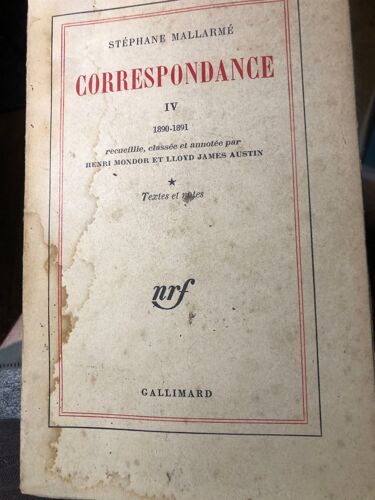 STÉPHANE MALLARMÉ
CORRESPONDANCE
IV
1890-1891
recueillie, classée et annotée par
HENRI MONDOR ET LLOYD JAMES AUSTIN
*
Textes et notes
nrf
GALLIMARD